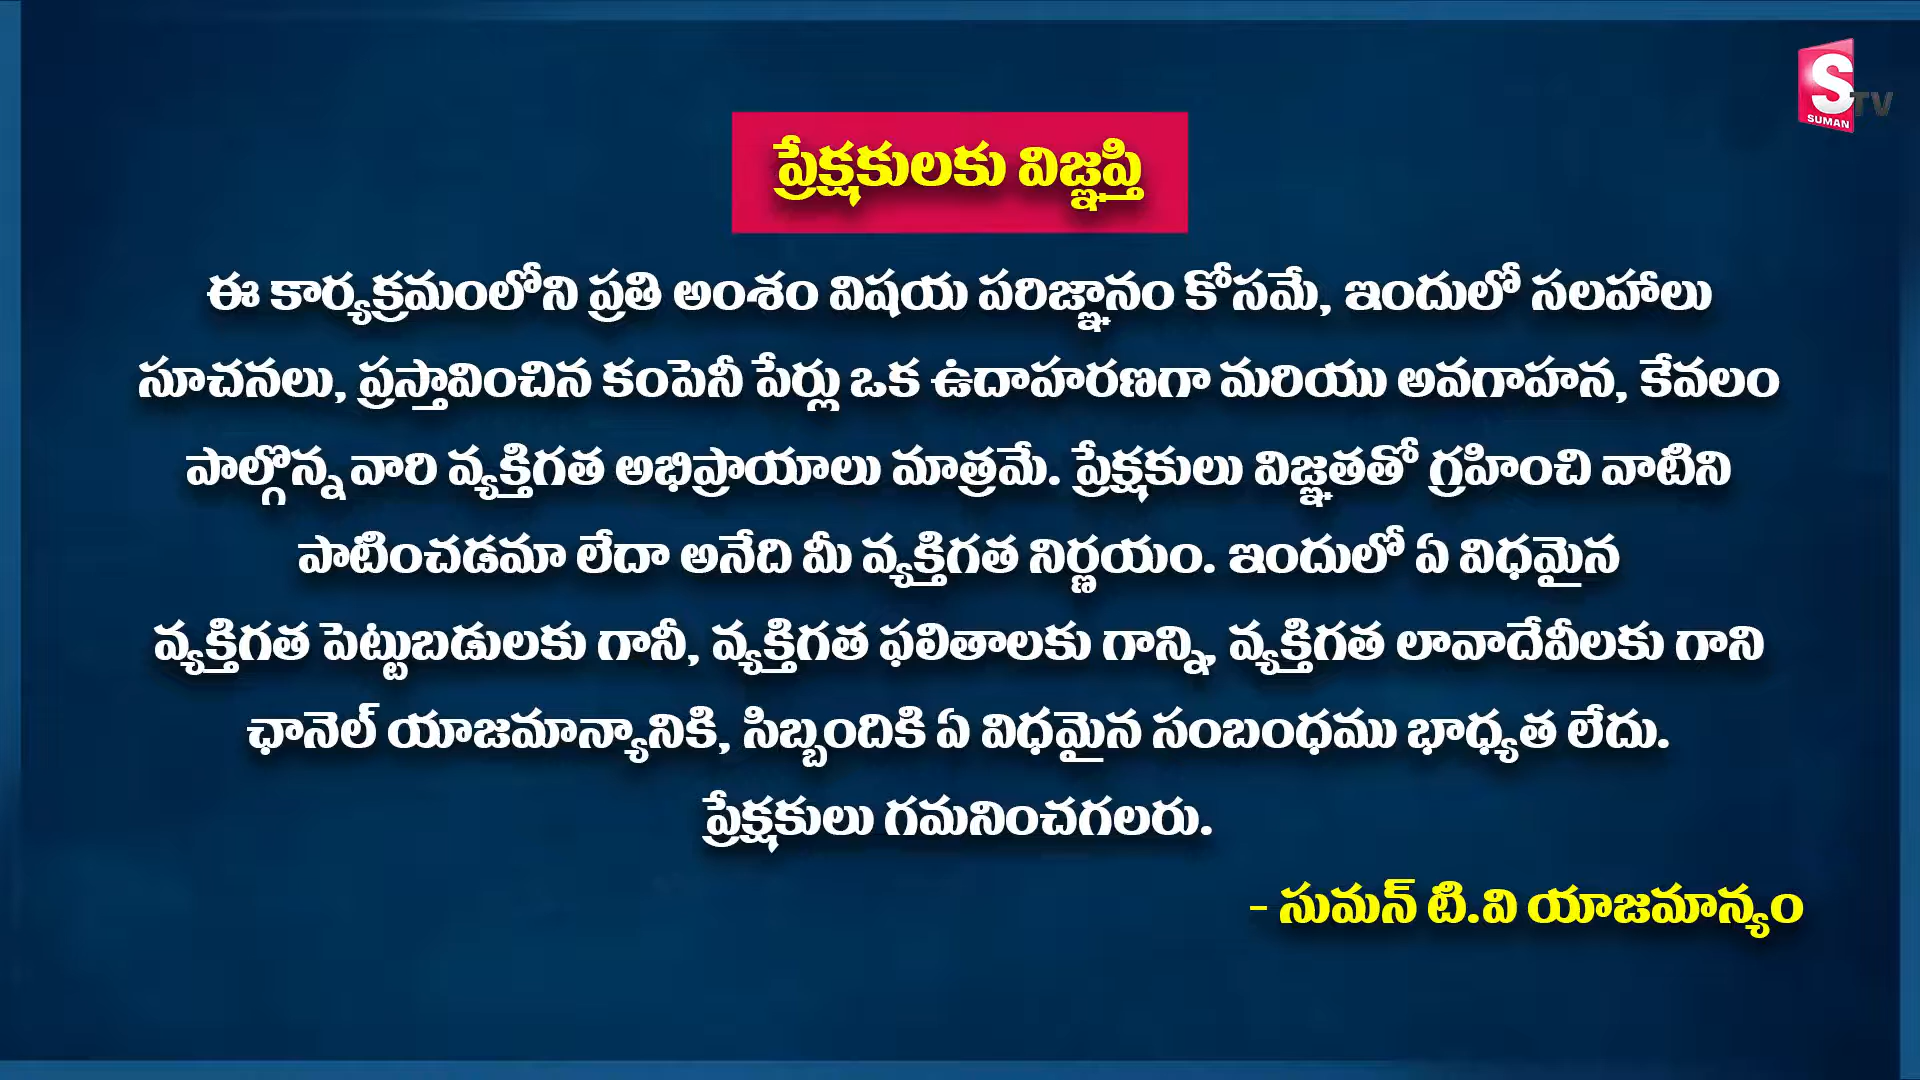 S
SUMAN
TV
ప్రేక్షకులకు విజ్ఞప్తి
ఈ కార్యక్రమంలోని ప్రతి అంశం విషయ పరిజ్ఞానం కోసమే, ఇందులో సలహాలు
సూచనలు, ప్రస్తావించిన కంపెనీ పేర్లు ఒక ఉదాహరణగా మరియు అవగాహన, కేవలం
పాల్గొన్న వారి వ్యక్తిగత అభిప్రాయాలు మాత్రమే. ప్రేక్షకులు విజ్ఞతతో గ్రహించి వాటిని
పాటించడమా లేదా అనేది మీ వ్యక్తిగత నిర్ణయం. ఇందులో ఏ విధమైన
వ్యక్తిగత పెట్టుబడులకు గానీ, వ్యక్తిగత ఫలితాలకు గాన్ని, వ్యక్తిగత లావాదేవీలకు గాని
ఛానెల్ యాజమాన్యానికి, సిబ్బందికి ఏ విధమైన సంబంధము భాధ్యత లేదు.
ప్రేక్షకులు గమనించగలరు.
- సుమన్ టి.వి యాజమాన్యం